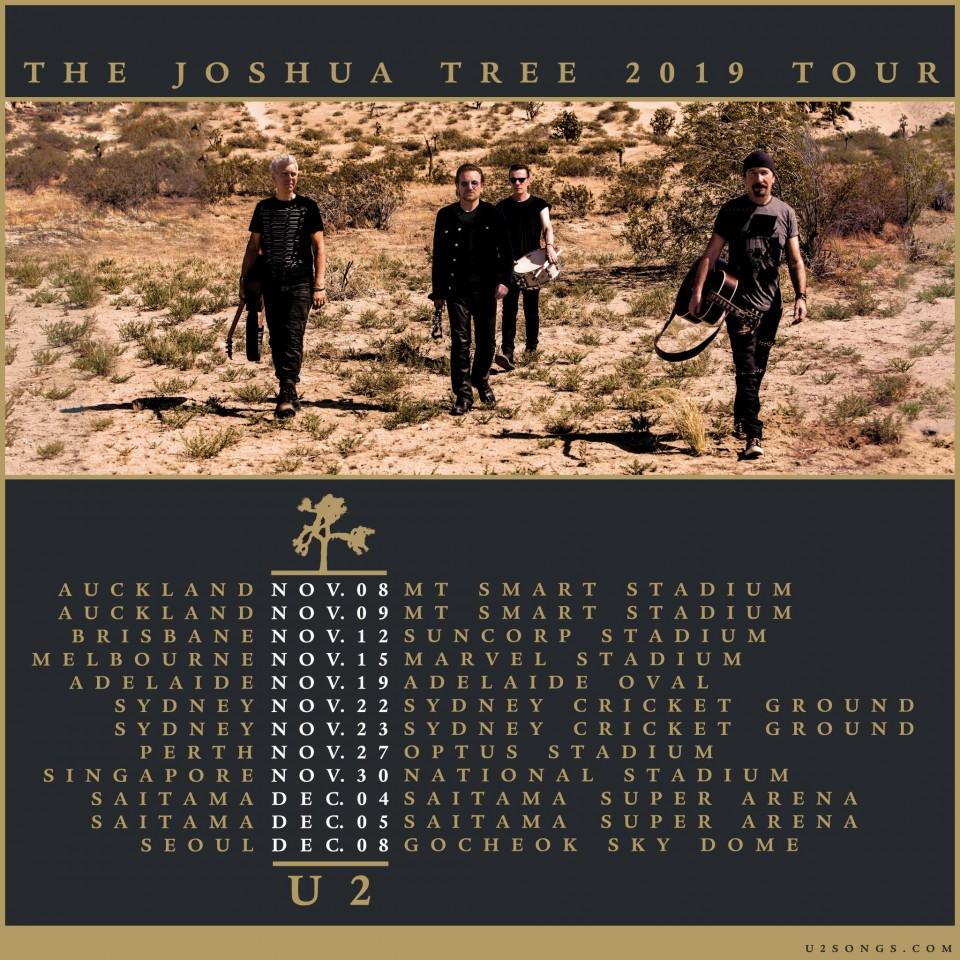 THE JOSHUA TREE 2019 TOUR
AUCKLAND NOV. 08 MT SMART STADIUM
AUCKLAND NOV. 09 MT SMART STADIUM
BRISBANE NOV. 12 SUNCORP STADIUM
MELBOURNE NOV. 15 MARVEL STADIUM
ADELAIDE NOV. 19 ADELAIDE OVAL
SYDNEY NOV. 22 SYDNEY CRICKET GROUND
SYDNEY NOV. 23 SYDNEY CRICKET GROUND
PERTH NOV. 27 OPTUS STADIUM
SINGAPORE NOV. 30 NATIONAL STADIUM
SAITAMA DEC. 04 SAITAMA SUPER ARENA
SAITAMA DEC. 05 SAITAMA SUPER ARENA
SEOUL DEC. 08 GOCHEOK SKY DOME
U2
U2SONGS.COM